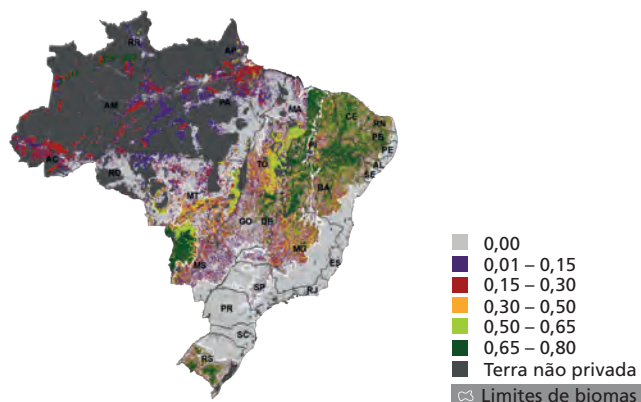 RR
AP
AM
PA
MA
CE
RN
PB
PE
AL
SE
AC
RO
TO
BA
MT
GO
DF
MG
ES
MS
SP
RJ
PR
SC
RS
0,00
0,01 – 0,15
0,15 – 0,30
0,30 – 0,50
0,50 – 0,65
0,65 – 0,80
Terra não privada
Limites de biomas